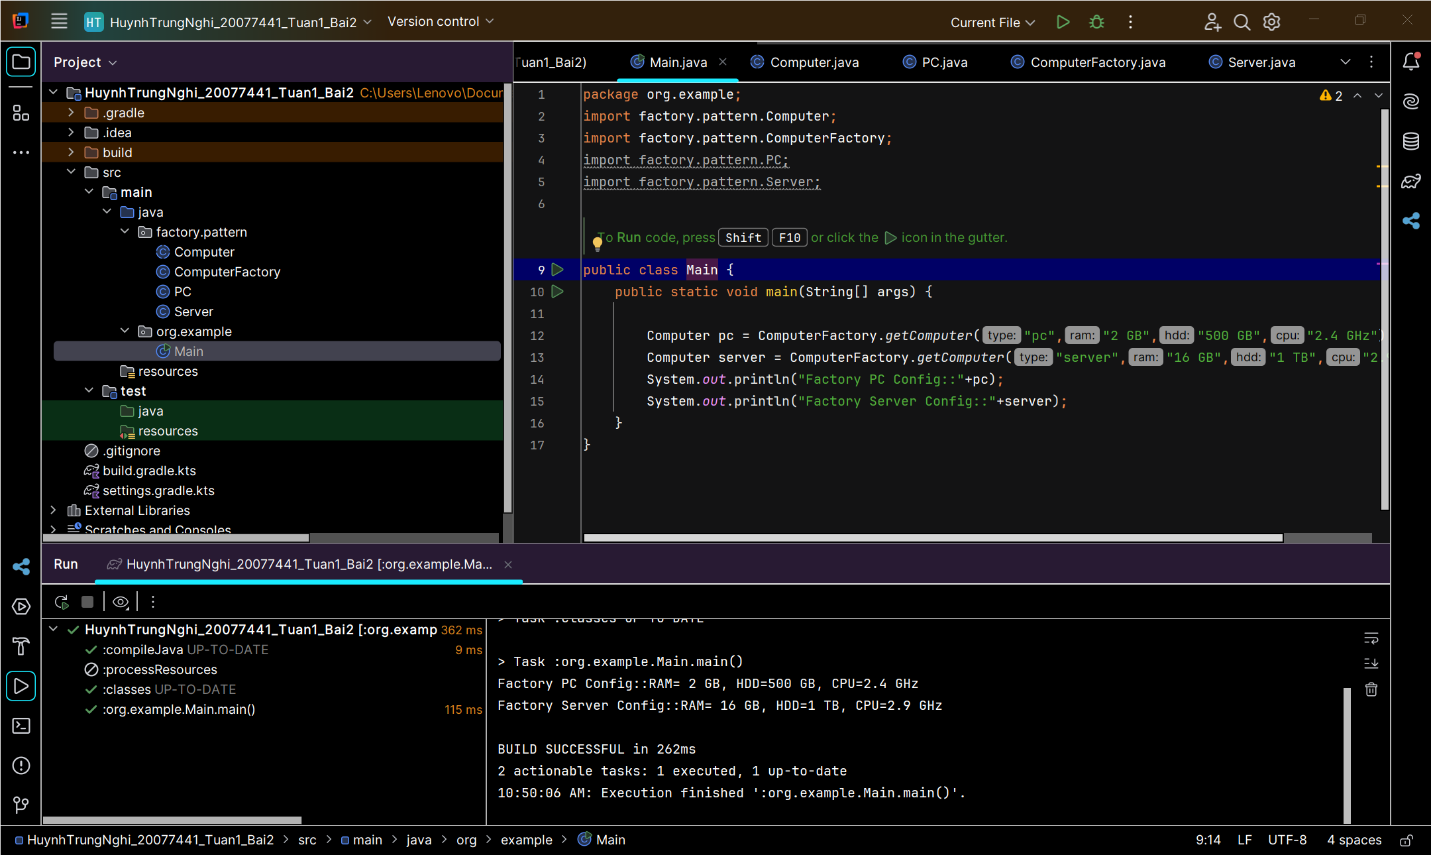 HT HuynhTrungNghi_20077441_Tuan1_Bai2 Version control Current File
Project
Tuan1_Bai2) Main.java Computer.java PC.java ComputerFactory.java Server.java
HuynhTrungNghi_20077441_Tuan1_Bai2 C:\Users\Lenovo\Docur
.gradle
.idea
build
src
main
java
factory.pattern
Computer
ComputerFactory
PC
Server
org.example
Main
resources
test
java
resources
.gitignore
build.gradle.kts
settings.gradle.kts
External Libraries
Scratches and Consoles
2
1 package org.example;
2 import factory.pattern.Computer;
3 import factory.pattern.ComputerFactory;
4 import factory.pattern.PC;
5 import factory.pattern.Server;
6
To Run code, press Shift F10 or click the icon in the gutter.
9 public class Main {
10 public static void main(String[] args) {
11
12 Computer pc = ComputerFactory.getComputer( type: "pc", ram: "2 GB", hdd: "500 GB", cpu: "2.4 GHz")
13 Computer server = ComputerFactory.getComputer( type: "server", ram: "16 GB", hdd: "1 TB", cpu: "2.
14 System.out.println("Factory PC Config::"+pc);
15 System.out.println("Factory Server Config::"+server);
16 }
17 }
Run HuynhTrungNghi_20077441_Tuan1_Bai2 [:org.example.Ma...
HuynhTrungNghi_20077441_Tuan1_Bai2 [:org.examp 362 ms
:compileJava UP-TO-DATE 9 ms
:processResources
:classes UP-TO-DATE
:org.example.Main.main() 115 ms
> Task :classes UP-TO-DATE
> Task :org.example.Main.main()
Factory PC Config::RAM= 2 GB, HDD=500 GB, CPU=2.4 GHz
Factory Server Config::RAM= 16 GB, HDD=1 TB, CPU=2.9 GHz
BUILD SUCCESSFUL in 262ms
2 actionable tasks: 1 executed, 1 up-to-date
10:50:06 AM: Execution finished ':org.example.Main.main()'.
HuynhTrungNghi_20077441_Tuan1_Bai2 > src > main > java > org > example > Main 9:14 LF UTF-8 4 spaces